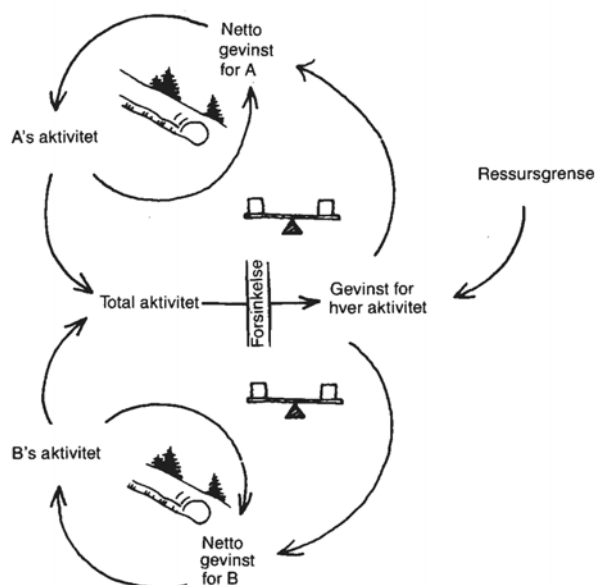 Netto
gevinst
for A
A's aktivitet
Ressursgrense
Total aktivitet
Forsinkelse
Gevinst for
hver aktivitet
B's aktivitet
Netto
gevinst
for B